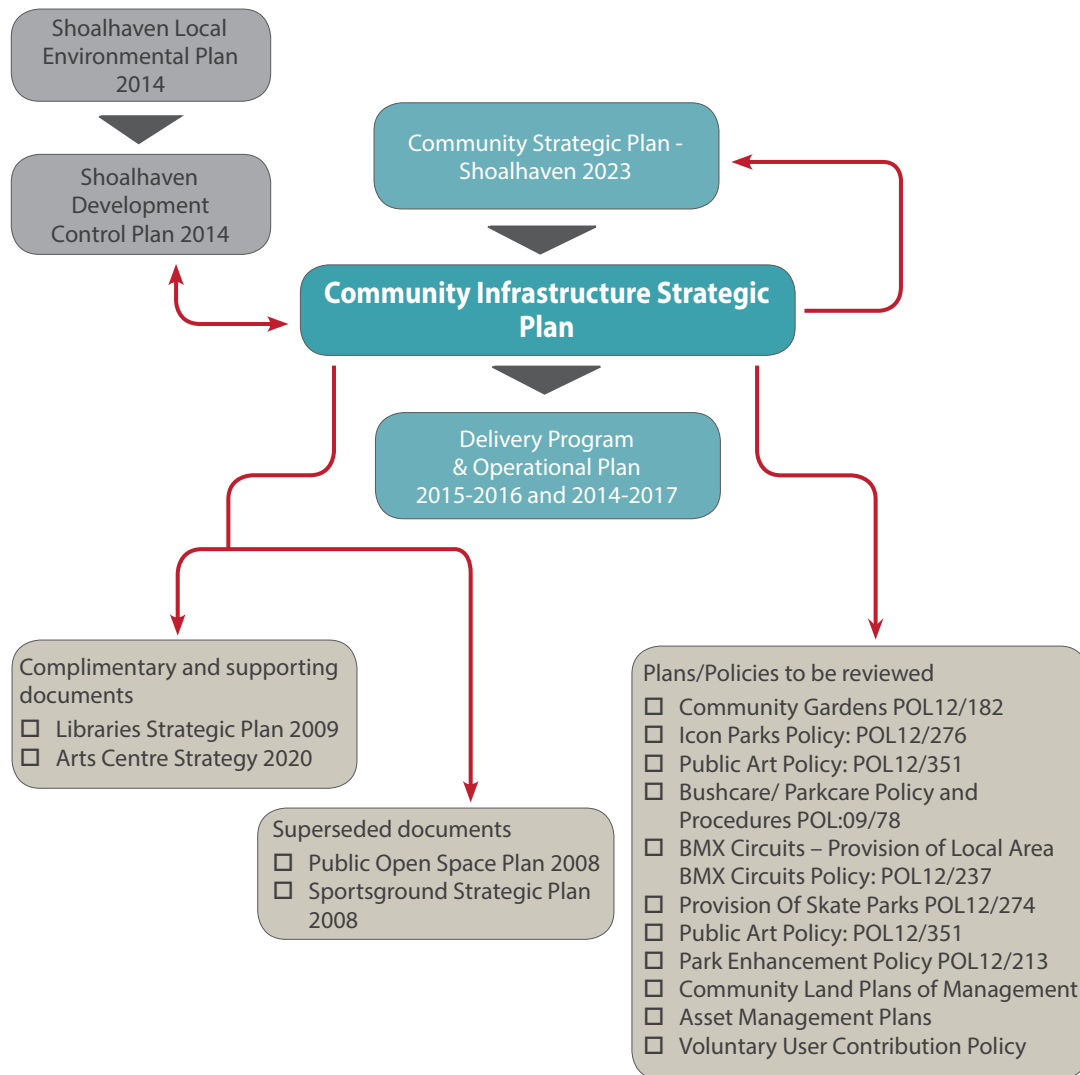 Shoalhaven Local
Environmental Plan
2014
Shoalhaven
Development
Control Plan 2014
Community Strategic Plan -
Shoalhaven 2023
Community Infrastructure Strategic
Plan
Delivery Program
& Operational Plan
2015-2016 and 2014-2017
Complimentary and supporting
documents
Libraries Strategic Plan 2009
Arts Centre Strategy 2020
Superseded documents
Public Open Space Plan 2008
Sportsground Strategic Plan
2008
Plans/Policies to be reviewed
Community Gardens POL12/182
Icon Parks Policy: POL12/276
Public Art Policy: POL12/351
Bushcare/ Parkcare Policy and
Procedures POL:09/78
BMX Circuits – Provision of Local Area
BMX Circuits Policy: POL12/237
Provision Of Skate Parks POL12/274
Public Art Policy: POL12/351
Park Enhancement Policy POL12/213
Community Land Plans of Management
Asset Management Plans
Voluntary User Contribution Policy